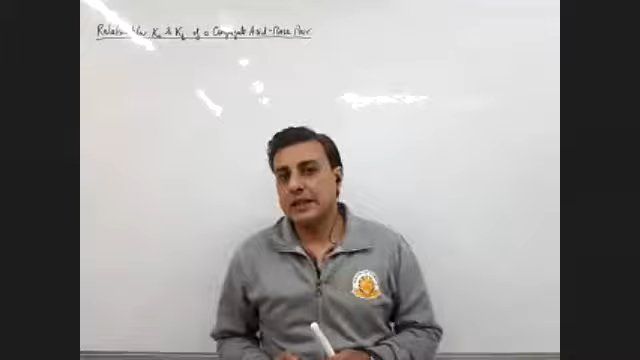 Relation b/w Ka & Kb of a Conjugate Acid-Base Pair